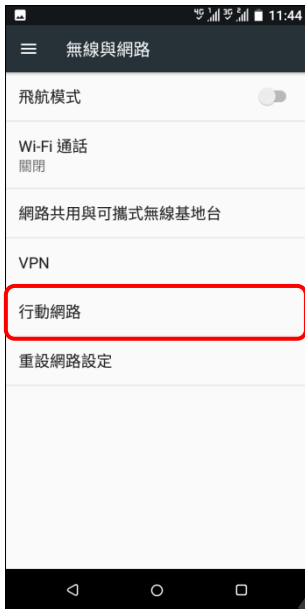 4G 3G 11:44
無線與網路
飛航模式
Wi-Fi 通話
關閉
網路共用與可攜式無線基地台
VPN
行動網路
重設網路設定